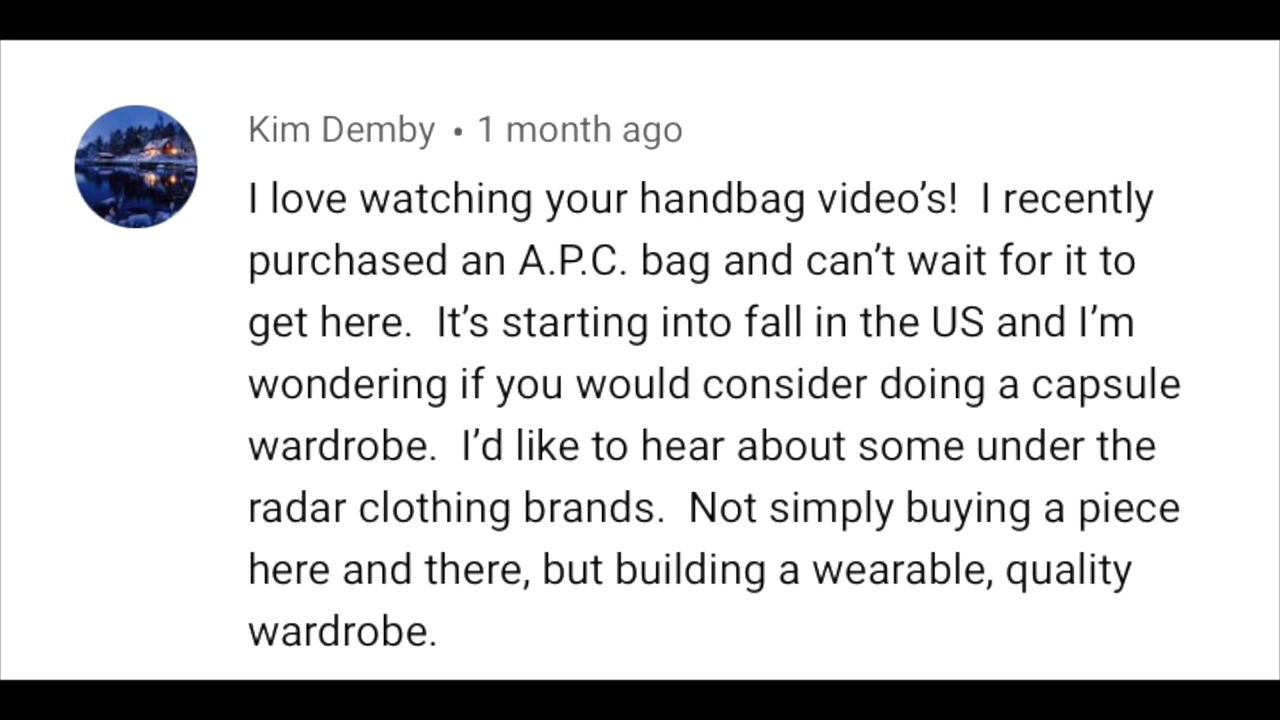 Kim Demby • 1 month ago
I love watching your handbag video’s!  I recently
purchased an A.P.C. bag and can’t wait for it to
get here.  It’s starting into fall in the US and I’m
wondering if you would consider doing a capsule
wardrobe.  I’d like to hear about some under the
radar clothing brands.  Not simply buying a piece
here and there, but building a wearable, quality
wardrobe.